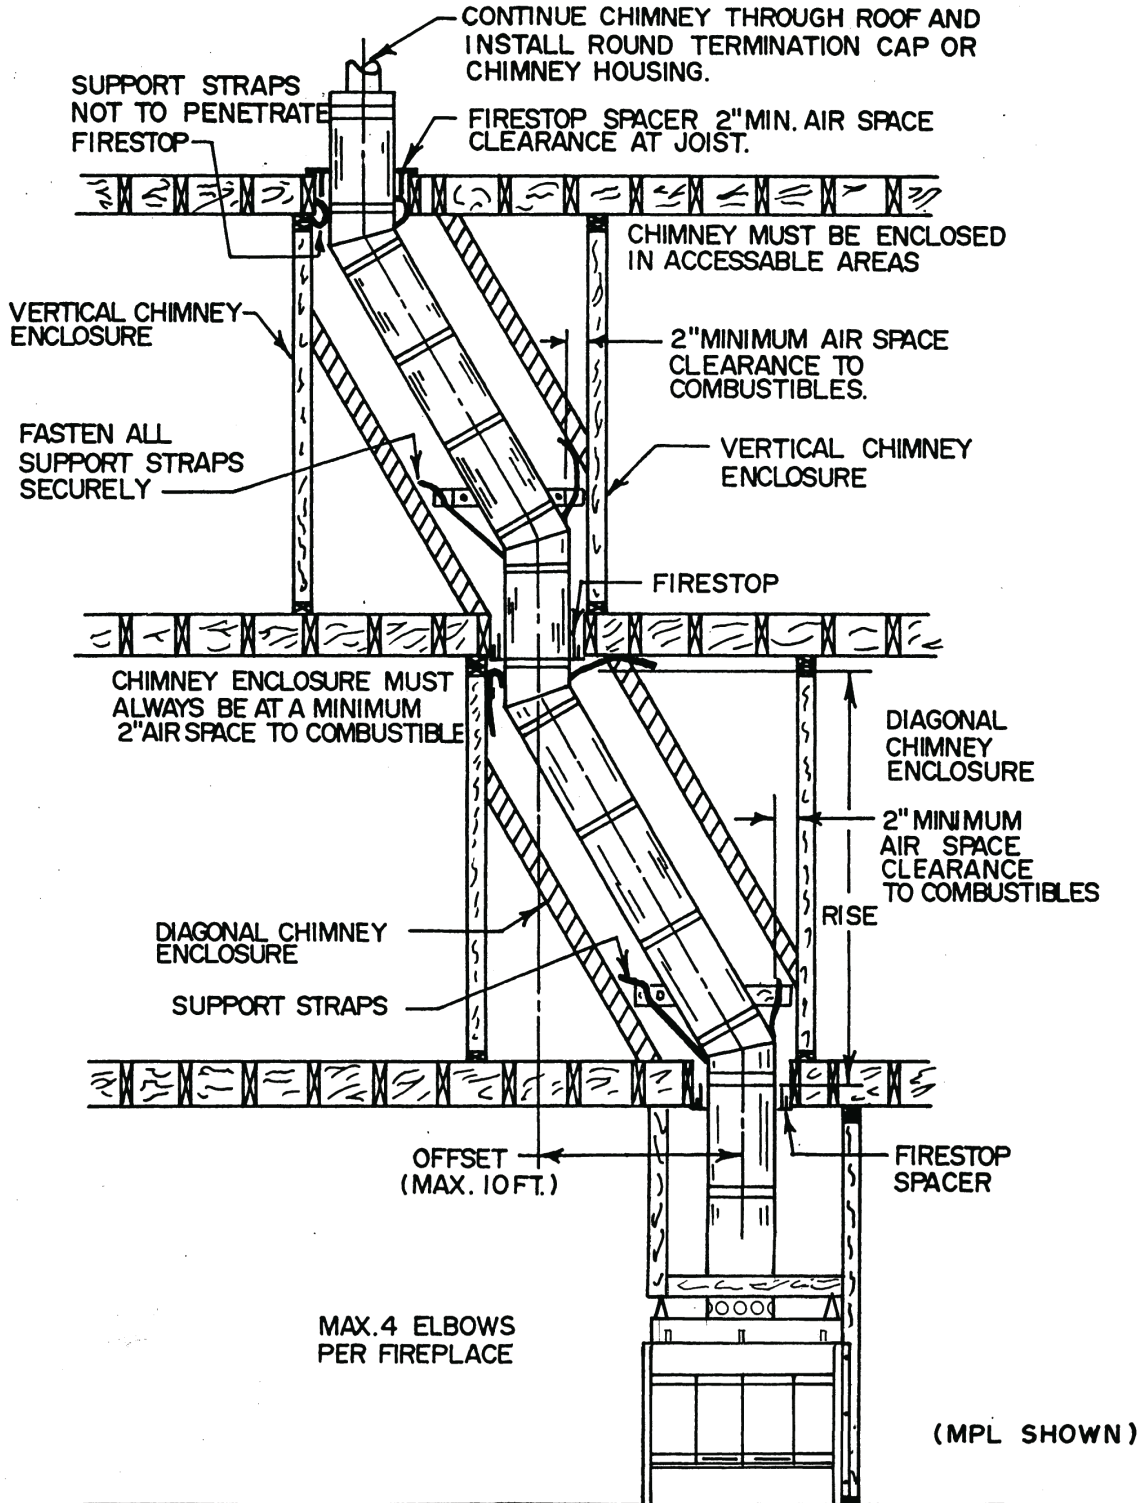 CONTINUE CHIMNEY THROUGH ROOF AND
INSTALL ROUND TERMINATION CAP OR
CHIMNEY HOUSING.
SUPPORT STRAPS
NOT TO PENETRATE
FIRESTOP
FIRESTOP SPACER 2" MIN. AIR SPACE
CLEARANCE AT JOIST.
CHIMNEY MUST BE ENCLOSED
IN ACCESSABLE AREAS
VERTICAL CHIMNEY
ENCLOSURE
2" MINIMUM AIR SPACE
CLEARANCE TO
COMBUSTIBLES.
FASTEN ALL
SUPPORT STRAPS
SECURELY
VERTICAL CHIMNEY
ENCLOSURE
FIRESTOP
CHIMNEY ENCLOSURE MUST
ALWAYS BE AT A MINIMUM
2" AIR SPACE TO COMBUSTIBLE
DIAGONAL
CHIMNEY
ENCLOSURE
2" MINIMUM
AIR SPACE
CLEARANCE
TO COMBUSTIBLES
RISE
DIAGONAL CHIMNEY
ENCLOSURE
SUPPORT STRAPS
OFFSET
(MAX. 10 FT.)
FIRESTOP
SPACER
MAX. 4 ELBOWS
PER FIREPLACE
(MPL SHOWN)